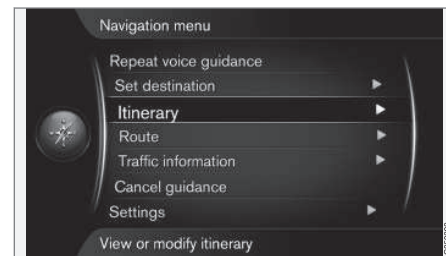 Navigation menu
Repeat voice guidance
Set destination
Itinerary
Route
Traffic information
Cancel guidance
Settings
View or modify itinerary